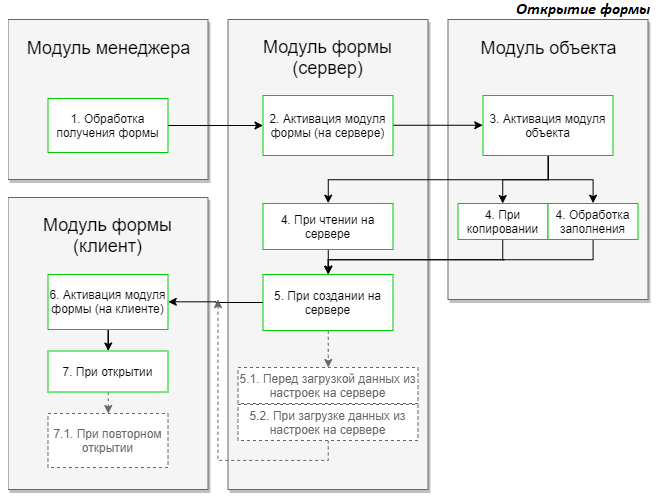 Открытие формы
Модуль менеджера
1. Обработка
получения формы
Модуль формы
(сервер)
2. Активация модуля
формы (на сервере)
Модуль объекта
3. Активация модуля
объекта
4. При чтении на
сервере
4. При
копировании
4. Обработка
заполнения
5. При создании на
сервере
5.1. Перед загрузкой данных из
настроек на сервере
5.2. При загрузке данных из
настроек на сервере
Модуль формы
(клиент)
6. Активация модуля
формы (на клиенте)
7. При открытии
7.1. При повторном
открытии